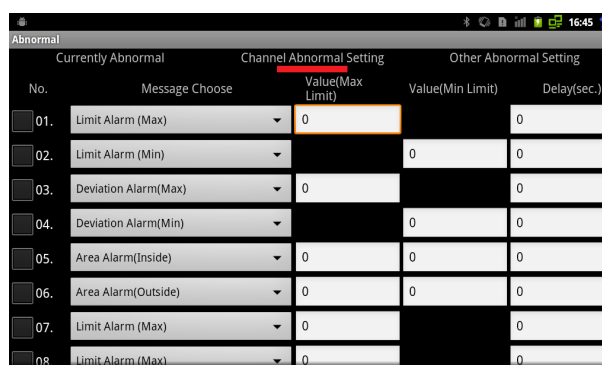 16:45
Abnormal
Currently Abnormal Channel Abnormal Setting Other Abnormal Setting
No. Message Choose Value(Max Limit) Value(Min Limit) Delay(sec.)
01. Limit Alarm (Max) 0 0
02. Limit Alarm (Min) 0 0
03. Deviation Alarm(Max) 0 0
04. Deviation Alarm(Min) 0 0
05. Area Alarm(Inside) 0 0 0
06. Area Alarm(Outside) 0 0 0
07. Limit Alarm (Max) 0 0
08 Limit Alarm (Max) 0 0